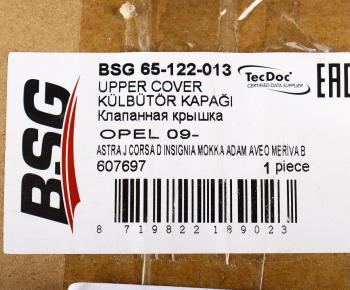 BSG
BSG 65-122-013
TecDoc
CERTIFIED DATA SUPPLIER
EAC
UPPER COVER
KÜLBÜTÖR KAPAĞI
Клапанная крышка
OPEL 09-
ASTRA J CORSA D INSIGNIA MOKKA ADAM AVEO MERIVA B
607697
1 piece
8 719822 189023